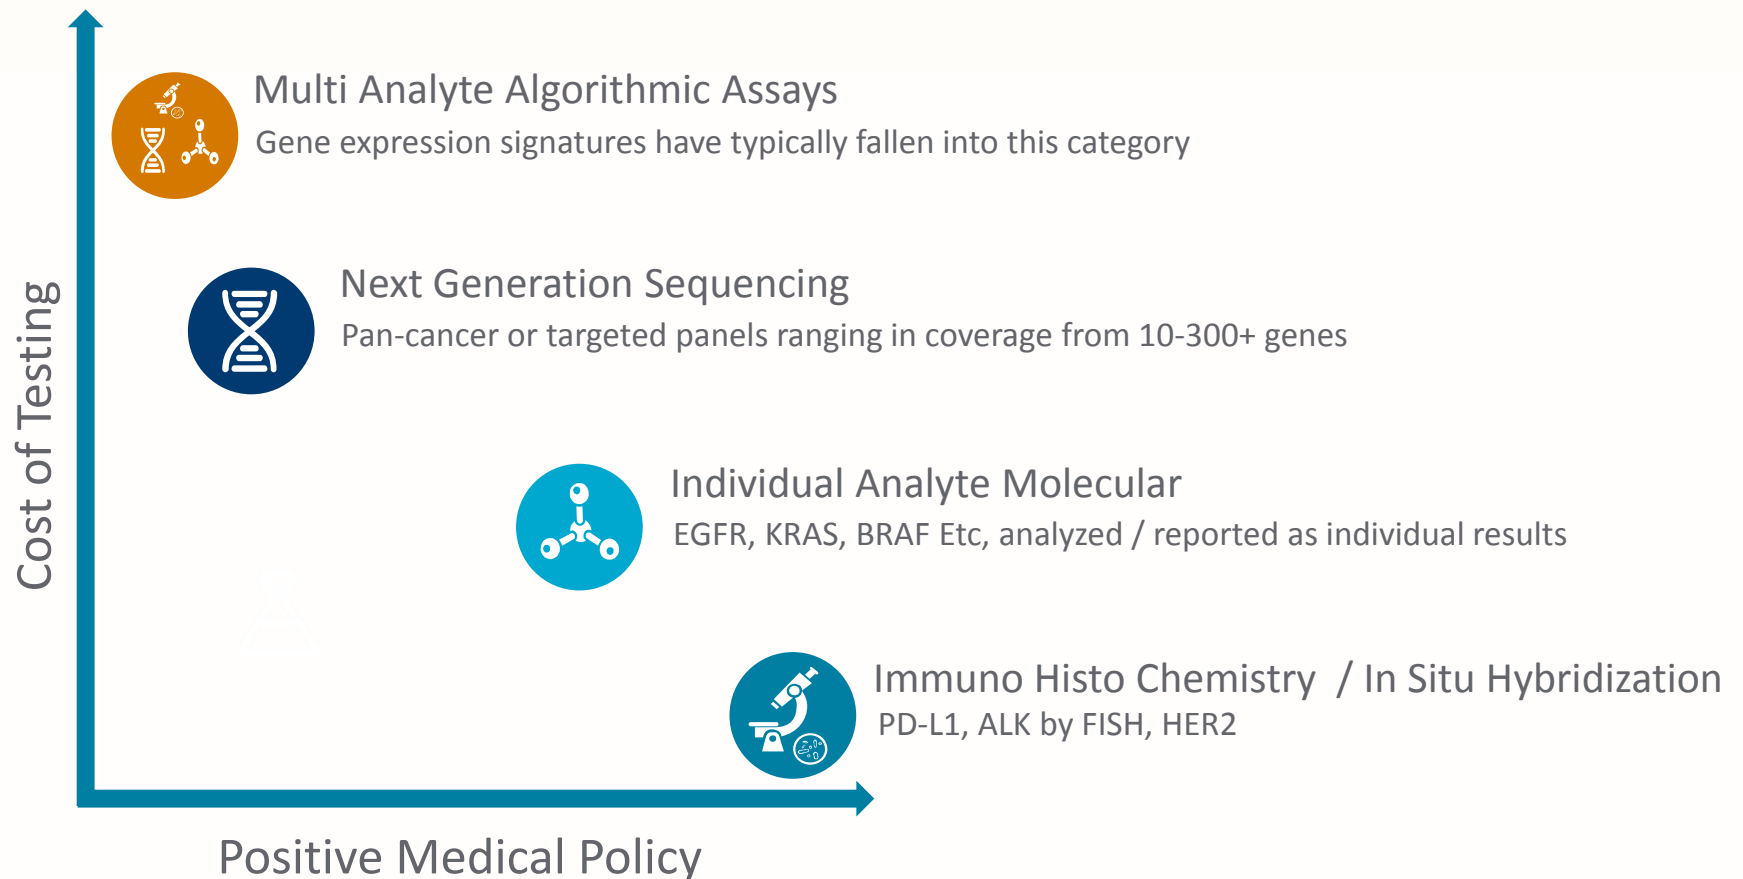 Multi Analyte Algorithmic Assays
Gene expression signatures have typically fallen into this category
Next Generation Sequencing
Pan-cancer or targeted panels ranging in coverage from 10-300+ genes
Cost of Testing
Individual Analyte Molecular
EGFR, KRAS, BRAF Etc, analyzed / reported as individual results
Immuno Histo Chemistry / In Situ Hybridization
PD-L1, ALK by FISH, HER2
Positive Medical Policy